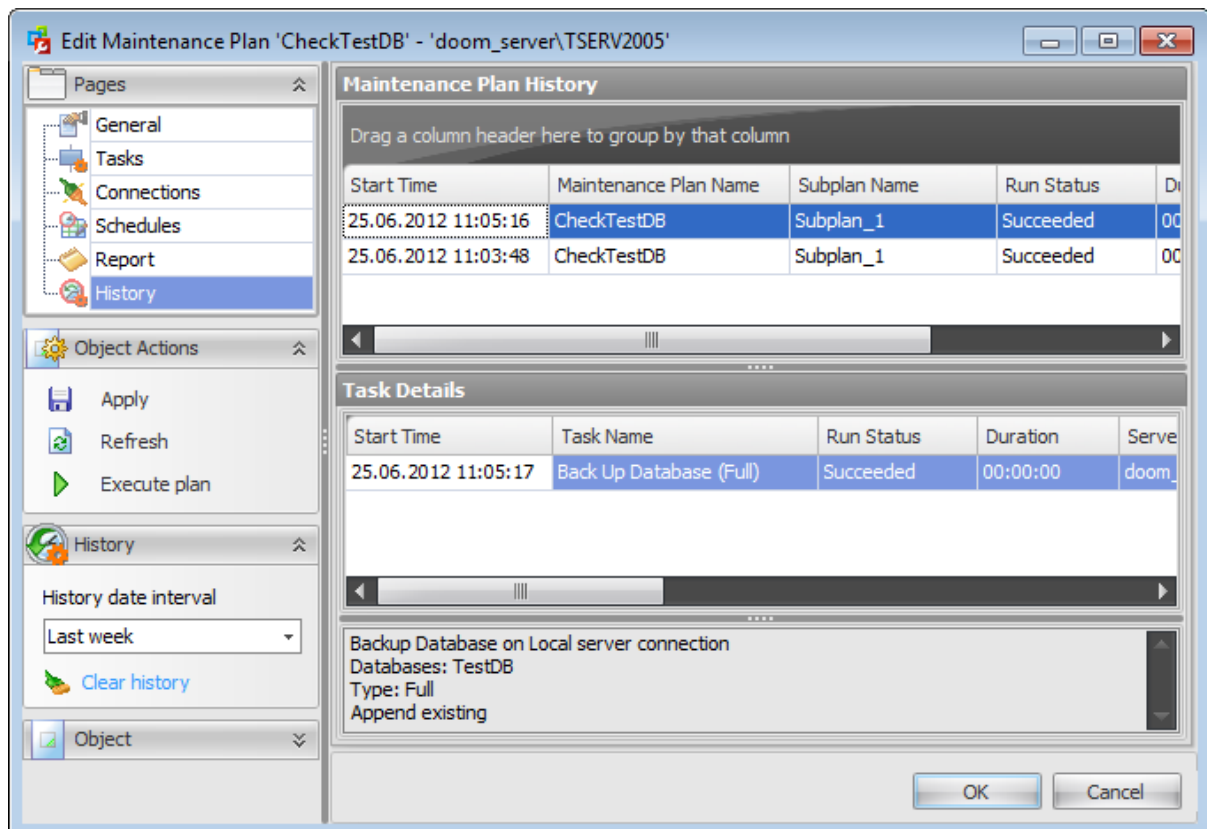 Edit Maintenance Plan 'CheckTestDB' - 'doom_server\TSERV2005'
Pages
General
Tasks
Connections
Schedules
Report
History
Object Actions
Apply
Refresh
Execute plan
History
History date interval
Last week
Clear history
Object
Maintenance Plan History
Drag a column header here to group by that column
Start Time Maintenance Plan Name Subplan Name Run Status
25.06.2012 11:05:16 CheckTestDB Subplan_1 Succeeded 00
25.06.2012 11:03:48 CheckTestDB Subplan_1 Succeeded 00
Task Details
Start Time Task Name Run Status Duration Serve
25.06.2012 11:05:17 Back Up Database (Full) Succeeded 00:00:00 doom_
Backup Database on Local server connection
Databases: TestDB
Type: Full
Append existing
OK Cancel